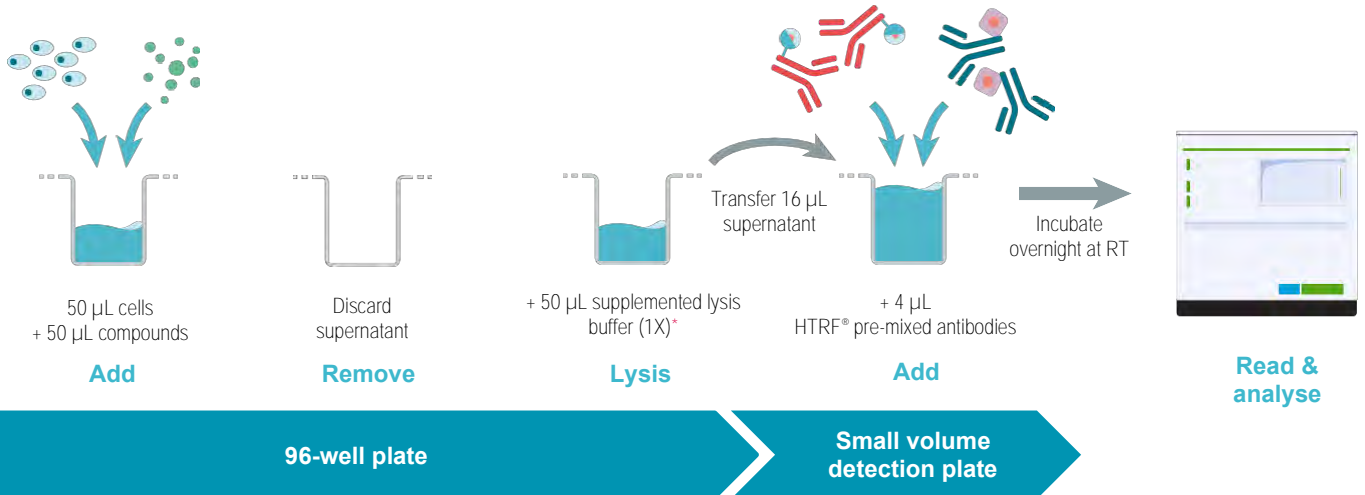 50 µL cells
+ 50 µL compounds
Add
Discard
supernatant
Remove
+ 50 µL supplemented lysis
buffer (1X)*
Lysis
Transfer 16 µL
supernatant
+ 4 µL
HTRF® pre-mixed antibodies
Add
Incubate
overnight at RT
Read &
analyse
96-well plate
Small volume
detection plate